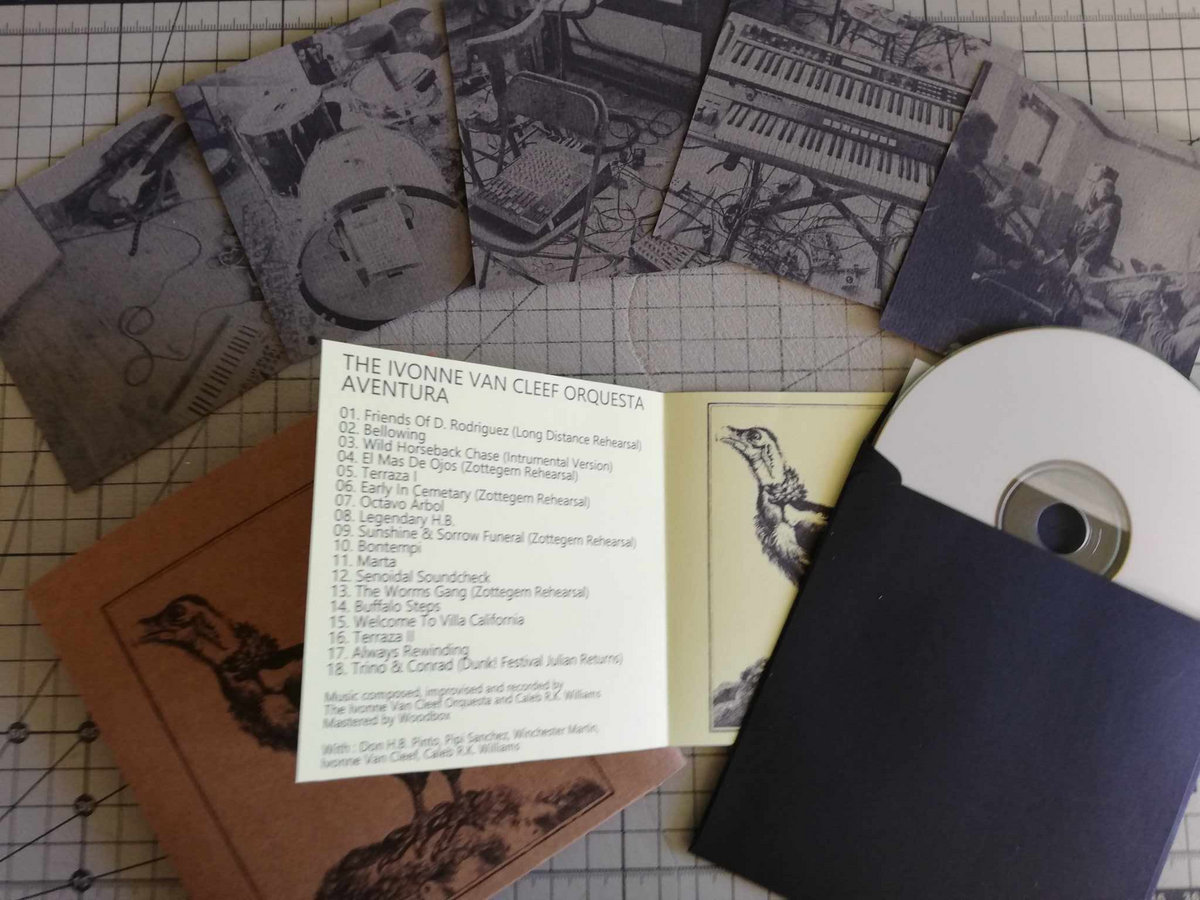 THE IVONNE VAN CLEEF ORQUESTA
AVENTURA
01. Friends Of D. Rodriguez (Long Distance Rehearsal)
02. Bellowing
03. Wild Horseback Chase (Intrumental Version)
04. El Mas De Ojos (Zottegem Rehearsal)
05. Terraza I
06. Early In Cemetary (Zottegem Rehearsal)
07. Octavo Arbol
08. Legendary H.B.
09. Sunshine & Sorrow Funeral (Zottegem Rehearsal)
10. Bontempi
11. Marta
12. Senoidal Soundcheck
13. The Worms Gang (Zottegem Rehearsal)
14. Buffalo Steps
15. Welcome To Villa California
16. Terraza II
17. Always Rewinding
18. Trino & Conrad (Dunk! Festival Julian Returns)
Music composed, improvised and recorded by
The Ivonne Van Cleef Orquesta and Caleb R.K. Williams
Mastered by Woodbox
With : Don H.B. Pinto, Pipi Sanchez, Winchester Martin,
Ivonne Van Cleef, Caleb R.K. Williams